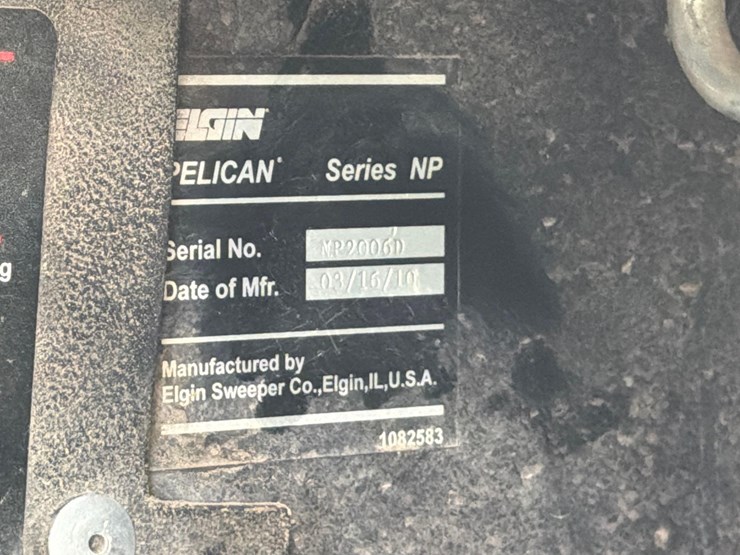 ELGIN
PELICAN® Series NP
Serial No. NP2006D
Date of Mfr. 03/16/10
Manufactured by
Elgin Sweeper Co.,Elgin,IL,U.S.A.
1082583
g